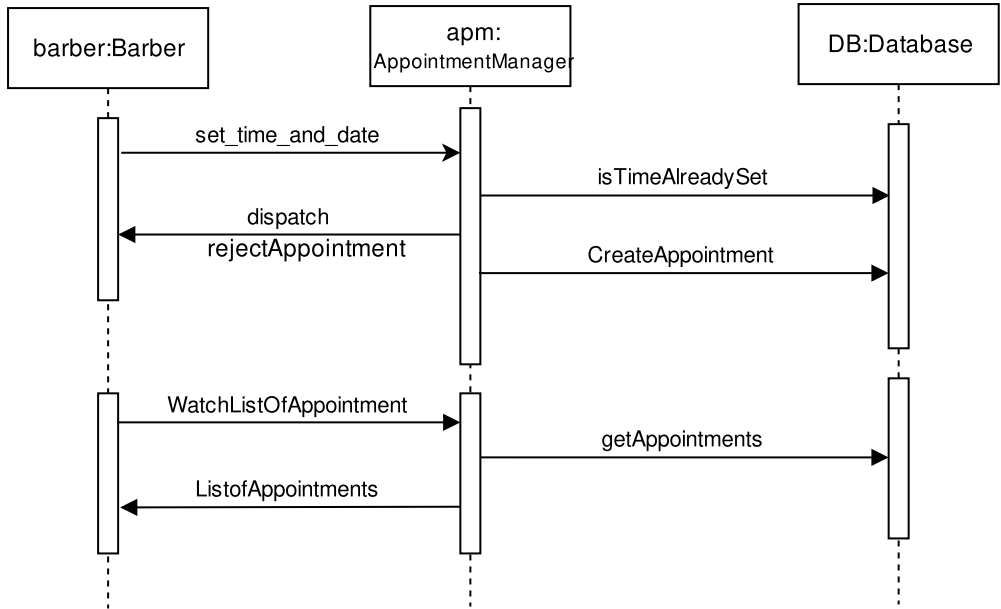 barber:Barber
apm:
AppointmentManager
DB:Database
set_time_and_date
isTimeAlreadySet
dispatch
rejectAppointment
CreateAppointment
WatchListOfAppointment
getAppointments
ListofAppointments